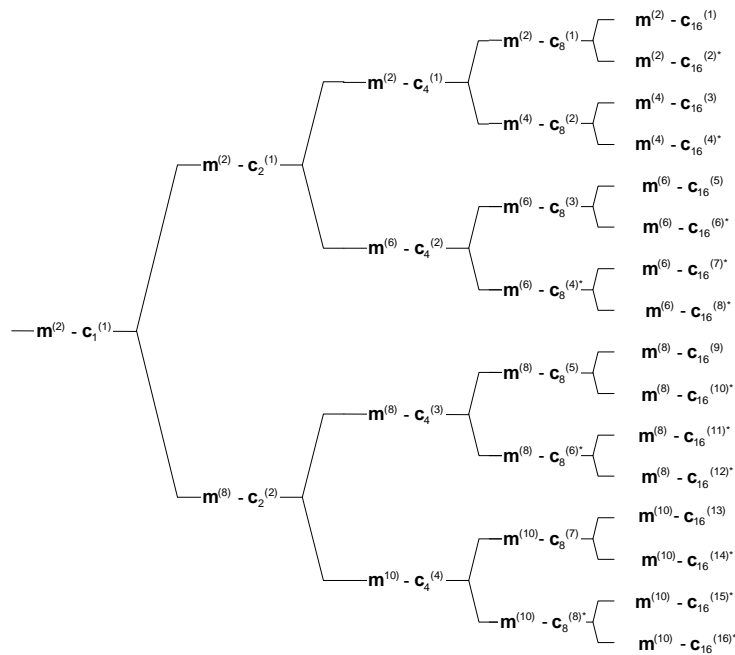 m(2) - c16(1)
m(2) - c8(1)
m(2) - c16(2)*
m(2) - c4(1)
m(4) - c16(3)
m(4) - c8(2)
m(4) - c16(4)*
m(2) - c2(1)
m(6) - c16(5)
m(6) - c8(3)
m(6) - c16(6)*
m(6) - c4(2)
m(6) - c16(7)*
m(6) - c8(4)*
m(6) - c16(8)*
m(2) - c1(1)
m(8) - c16(9)
m(8) - c8(5)
m(8) - c16(10)*
m(8) - c4(3)
m(8) - c16(11)*
m(8) - c8(6)*
m(8) - c16(12)*
m(8) - c2(2)
m(10) - c16(13)
m(10) - c8(7)
m(10) - c16(14)*
m10) - c4(4)
m(10) - c16(15)*
m(10) - c8(8)*
m(10) - c16(16)*